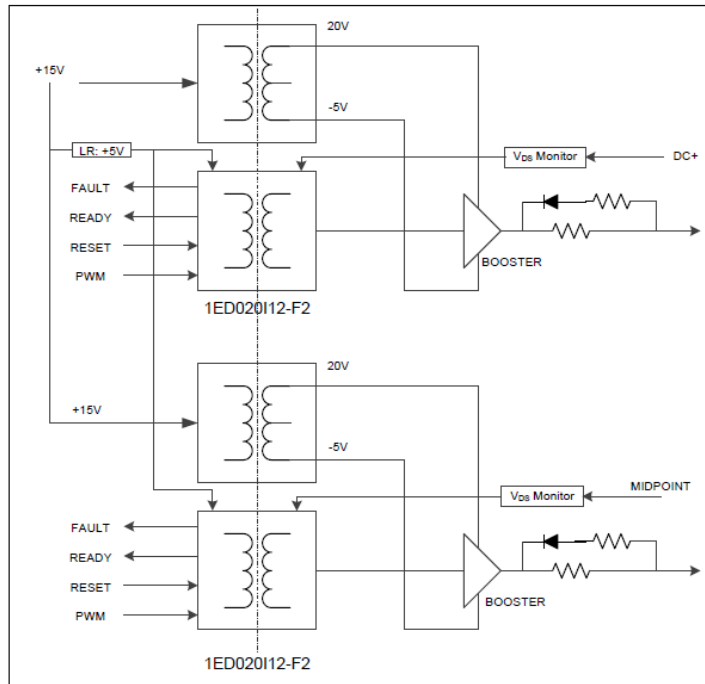 20V
+15V
-5V
LR: +5V
VDS Monitor
DC+
FAULT
READY
RESET
PWM
BOOSTER
1ED020I12-F2
20V
+15V
-5V
VDS Monitor
MIDPOINT
FAULT
READY
RESET
PWM
BOOSTER
1ED020I12-F2